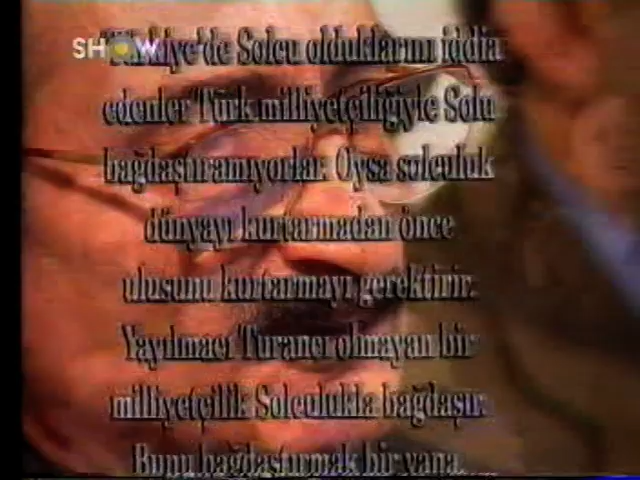 SHOW
Türkiye'de Solcu olduklarını iddia
edenler Türk milliyetçiliğiyle Solu
bağdaştıramıyorlar. Oysa solculuk
dünyayı kurtarmadan önce
ulusunu kurtarmayı gerektirir.
Yayılmacı Turancı olmayan bir
milliyetçilik Solculukla bağdaşır.
Bunu bağdaştırmak bir yana,